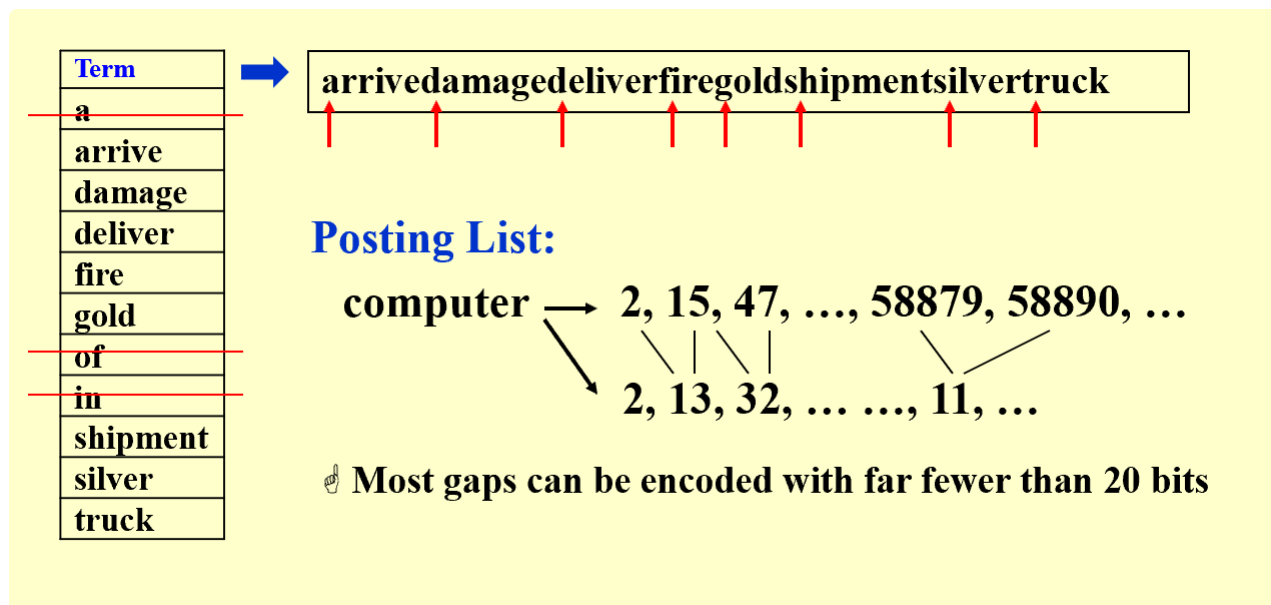 Term
a
arrive
damage
deliver
fire
gold
of
in
shipment
silver
truck
arrivedamagedeliverfiregoldshipmentsilvertruck
Posting List:
computer
2, 15, 47, …, 58879, 58890, …
2, 13, 32, … …, 11, …
☝ Most gaps can be encoded with far fewer than 20 bits